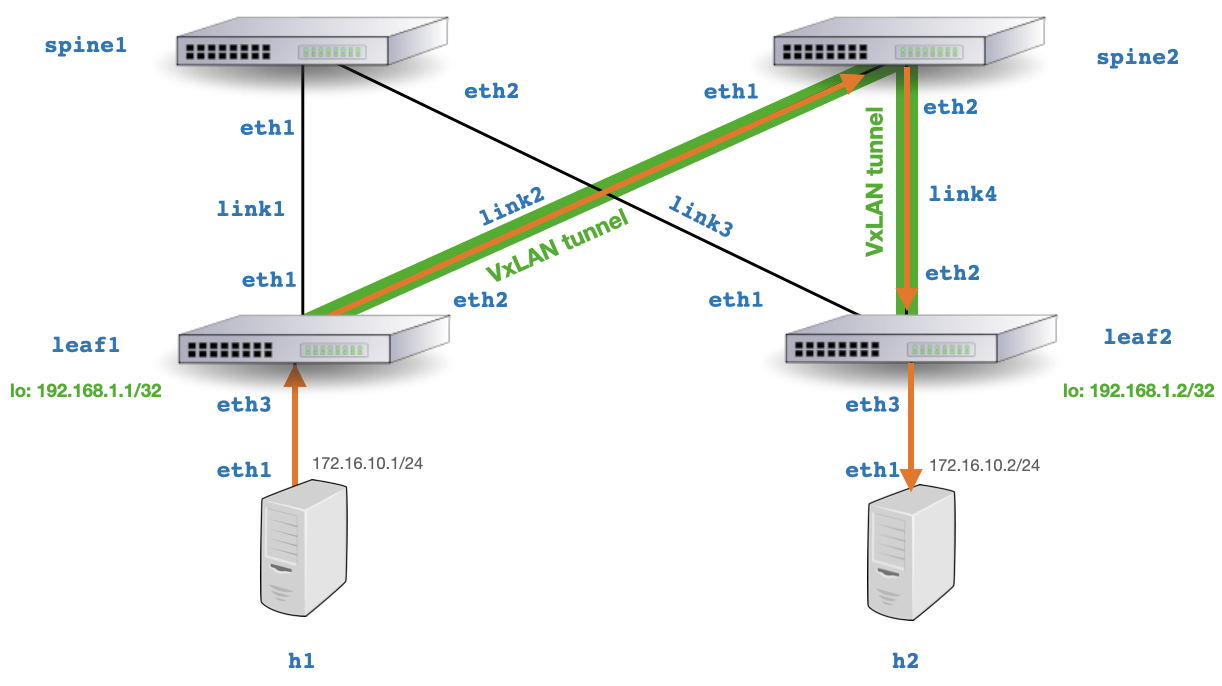 spine1
spine2
eth2
eth1
eth2
eth1
VxLAN tunnel
link2
link1
link3
link4
VxLAN tunnel
eth1
eth2
eth1
eth2
leaf1
leaf2
lo: 192.168.1.1/32
lo: 192.168.1.2/32
eth3
eth3
eth1
172.16.10.1/24
eth1
172.16.10.2/24
h1
h2